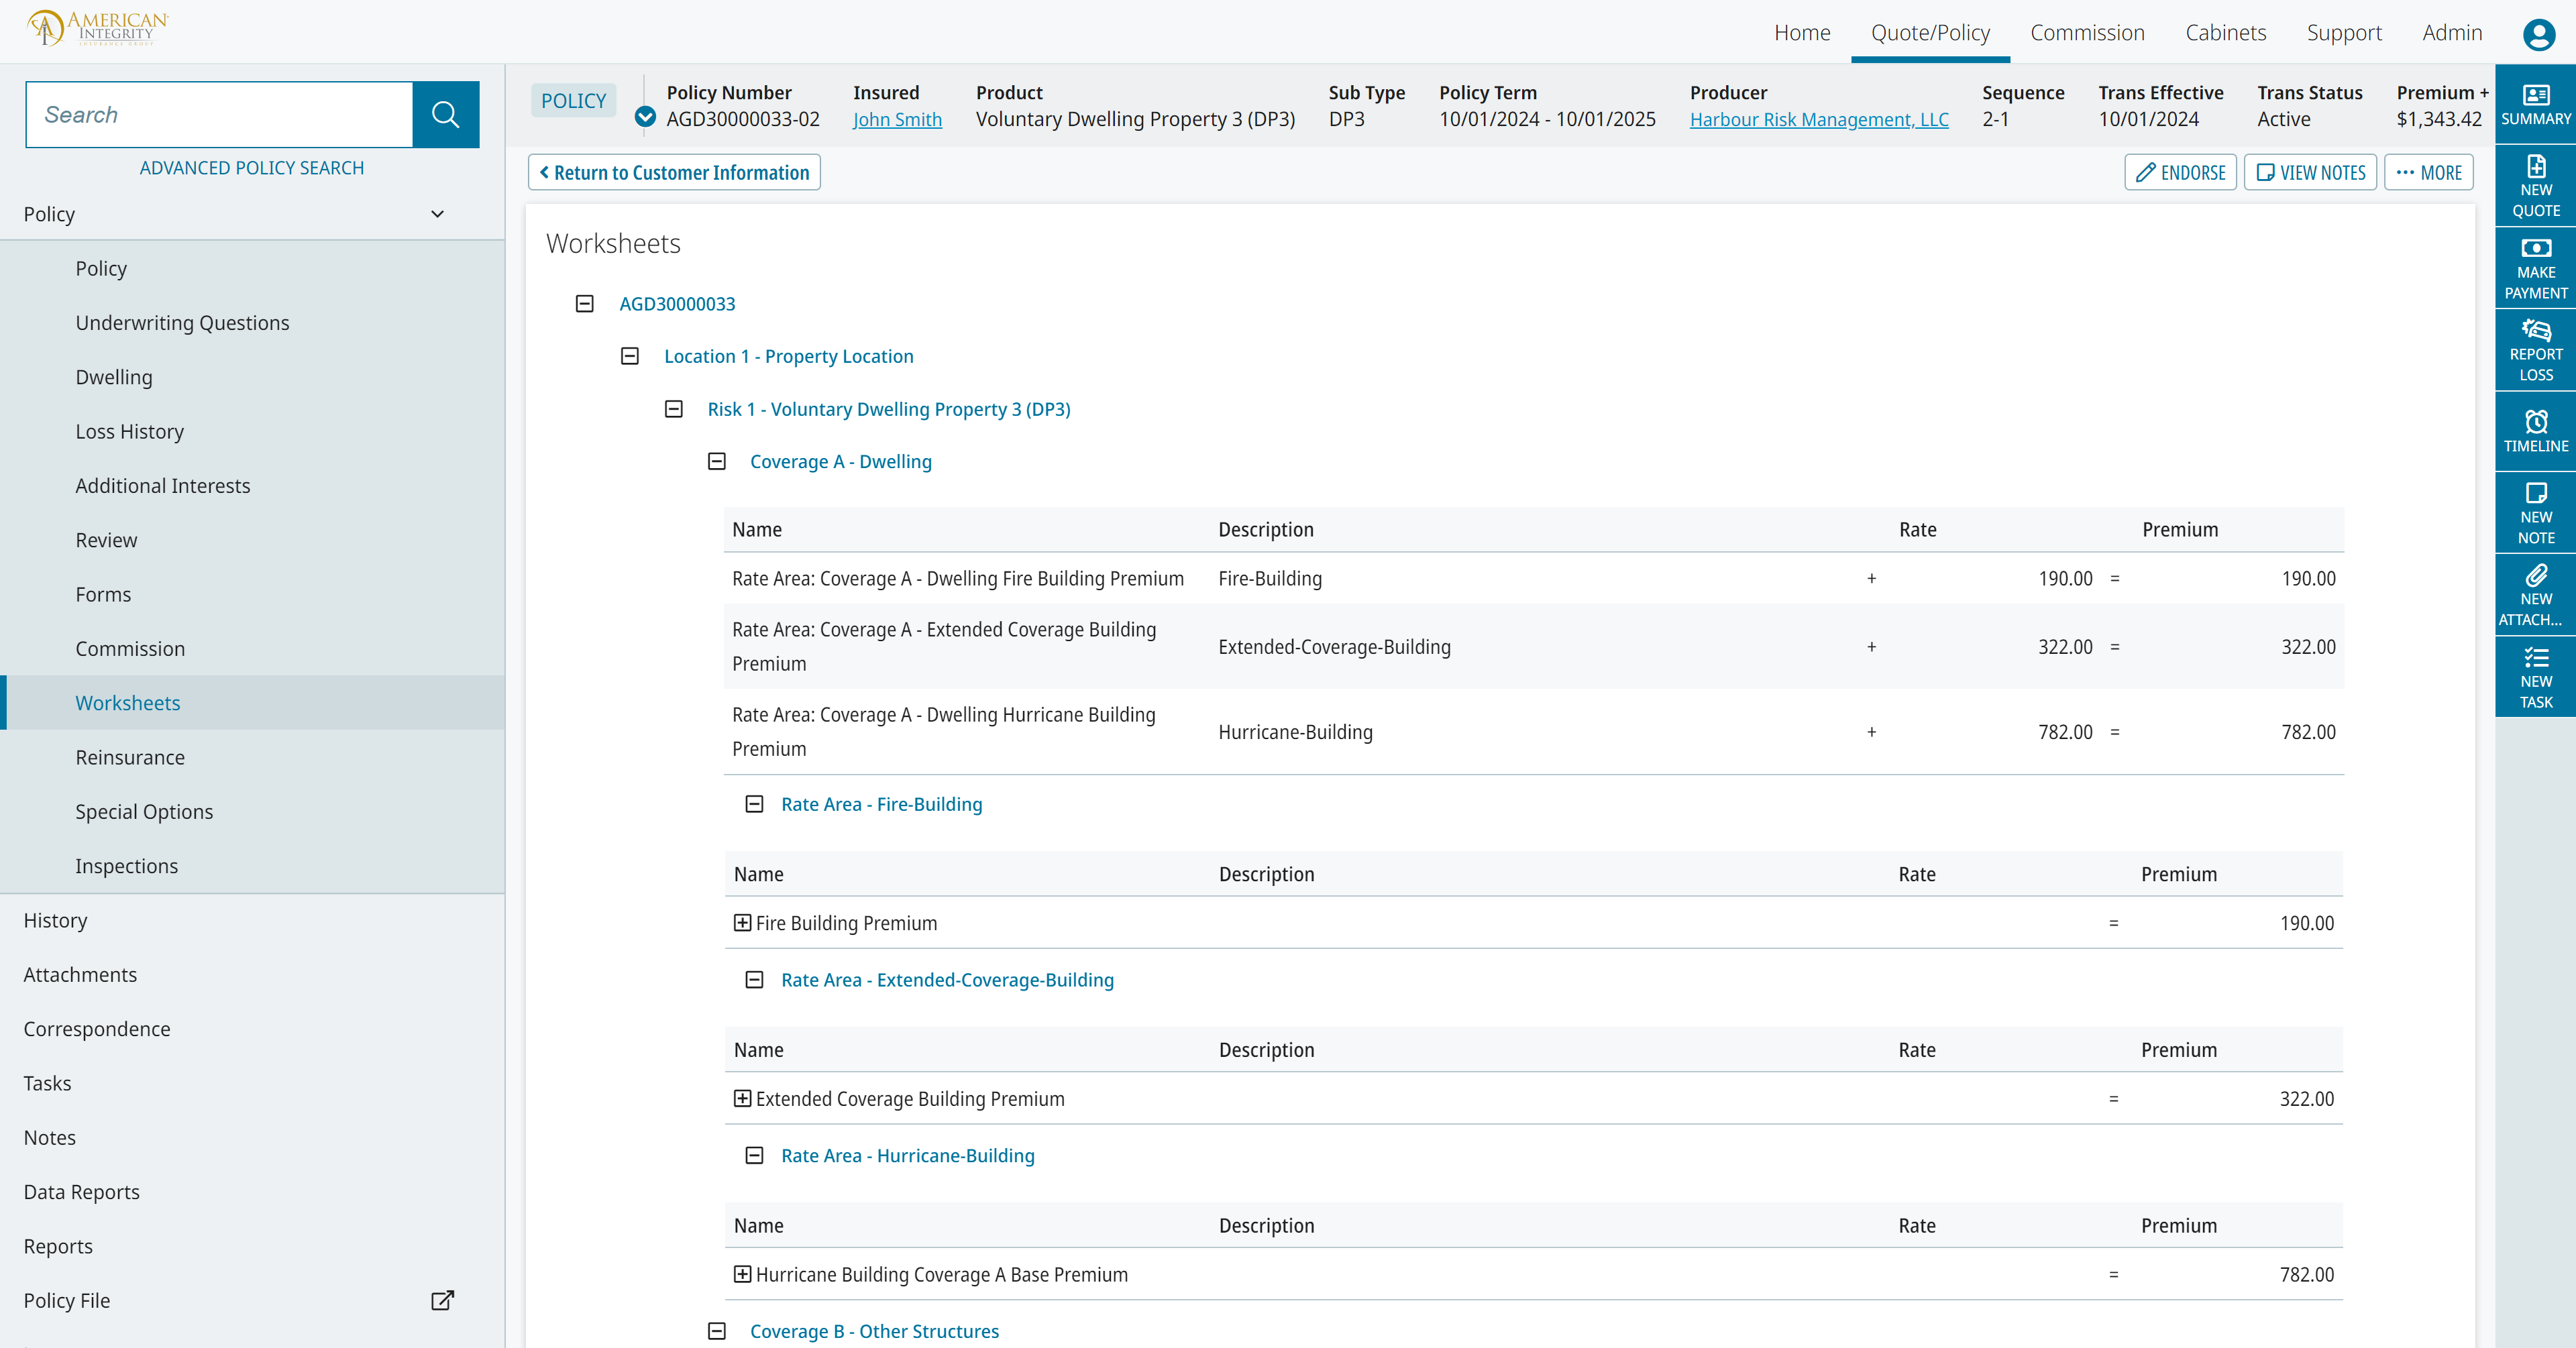 AMERICAN
INTEGRITY
INSURANCE GROUP
Home Quote/Policy Commission Cabinets Support Admin
Search
ADVANCED POLICY SEARCH
Policy
Policy
Underwriting Questions
Dwelling
Loss History
Additional Interests
Review
Forms
Commission
Worksheets
Reinsurance
Special Options
Inspections
History
Attachments
Correspondence
Tasks
Notes
Data Reports
Reports
Policy File
POLICY
Policy Number Insured Product Sub Type Policy Term Producer Sequence Trans Effective Trans Status Premium +
AGD30000033-02 John Smith Voluntary Dwelling Property 3 (DP3) DP3 10/01/2024 - 10/01/2025 Harbour Risk Management, LLC 2-1 10/01/2024 Active $1,343.42
Return to Customer Information
ENDORSE VIEW NOTES ··· MORE
Worksheets
AGD30000033
Location 1 - Property Location
Risk 1 - Voluntary Dwelling Property 3 (DP3)
Coverage A - Dwelling
Name Description Rate Premium
Rate Area: Coverage A - Dwelling Fire Building Premium Fire-Building + 190.00 = 190.00
Rate Area: Coverage A - Extended Coverage Building
Premium Extended-Coverage-Building + 322.00 = 322.00
Rate Area: Coverage A - Dwelling Hurricane Building
Premium Hurricane-Building + 782.00 = 782.00
Rate Area - Fire-Building
Name Description Rate Premium
Fire Building Premium = 190.00
Rate Area - Extended-Coverage-Building
Name Description Rate Premium
Extended Coverage Building Premium = 322.00
Rate Area - Hurricane-Building
Name Description Rate Premium
Hurricane Building Coverage A Base Premium = 782.00
Coverage B - Other Structures
SUMMARY
NEW
QUOTE
MAKE
PAYMENT
REPORT
LOSS
TIMELINE
NEW
NOTE
NEW
ATTACH...
NEW
TASK